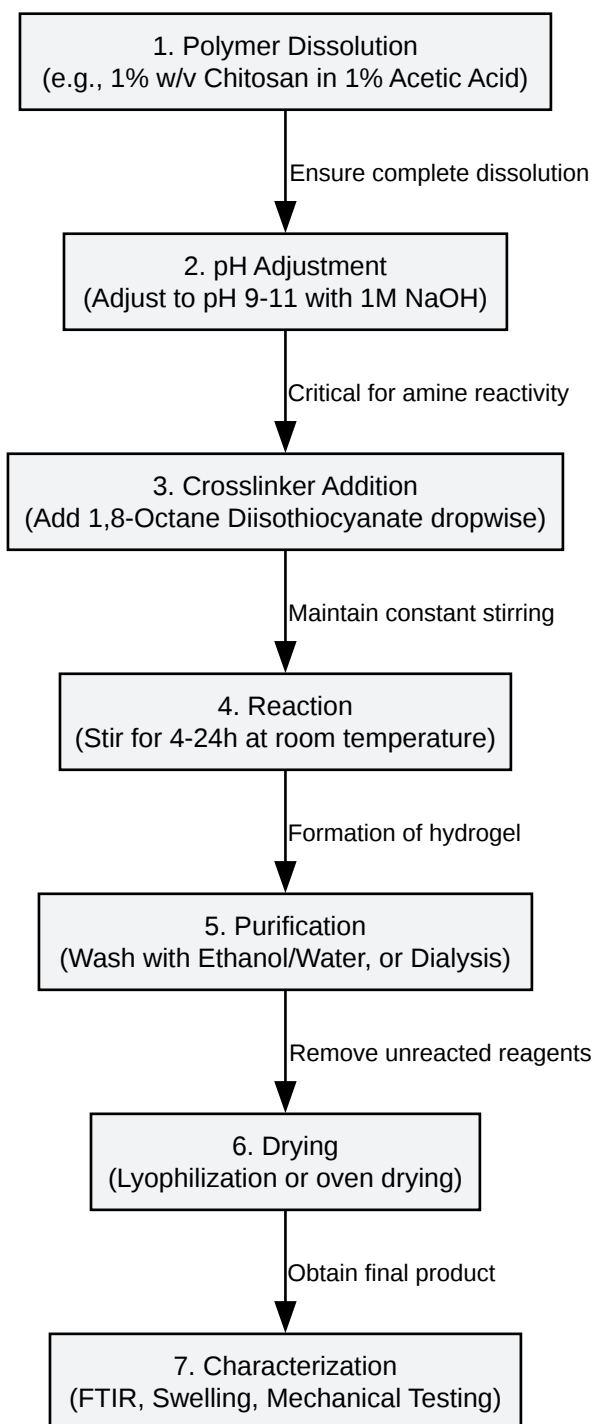 1. Polymer Dissolution
(e.g., 1% w/v Chitosan in 1% Acetic Acid)
Ensure complete dissolution
2. pH Adjustment
(Adjust to pH 9-11 with 1M NaOH)
Critical for amine reactivity
3. Crosslinker Addition
(Add 1,8-Octane Diisothiocyanate dropwise)
Maintain constant stirring
4. Reaction
(Stir for 4-24h at room temperature)
Formation of hydrogel
5. Purification
(Wash with Ethanol/Water, or Dialysis)
Remove unreacted reagents
6. Drying
(Lyophilization or oven drying)
Obtain final product
7. Characterization
(FTIR, Swelling, Mechanical Testing)